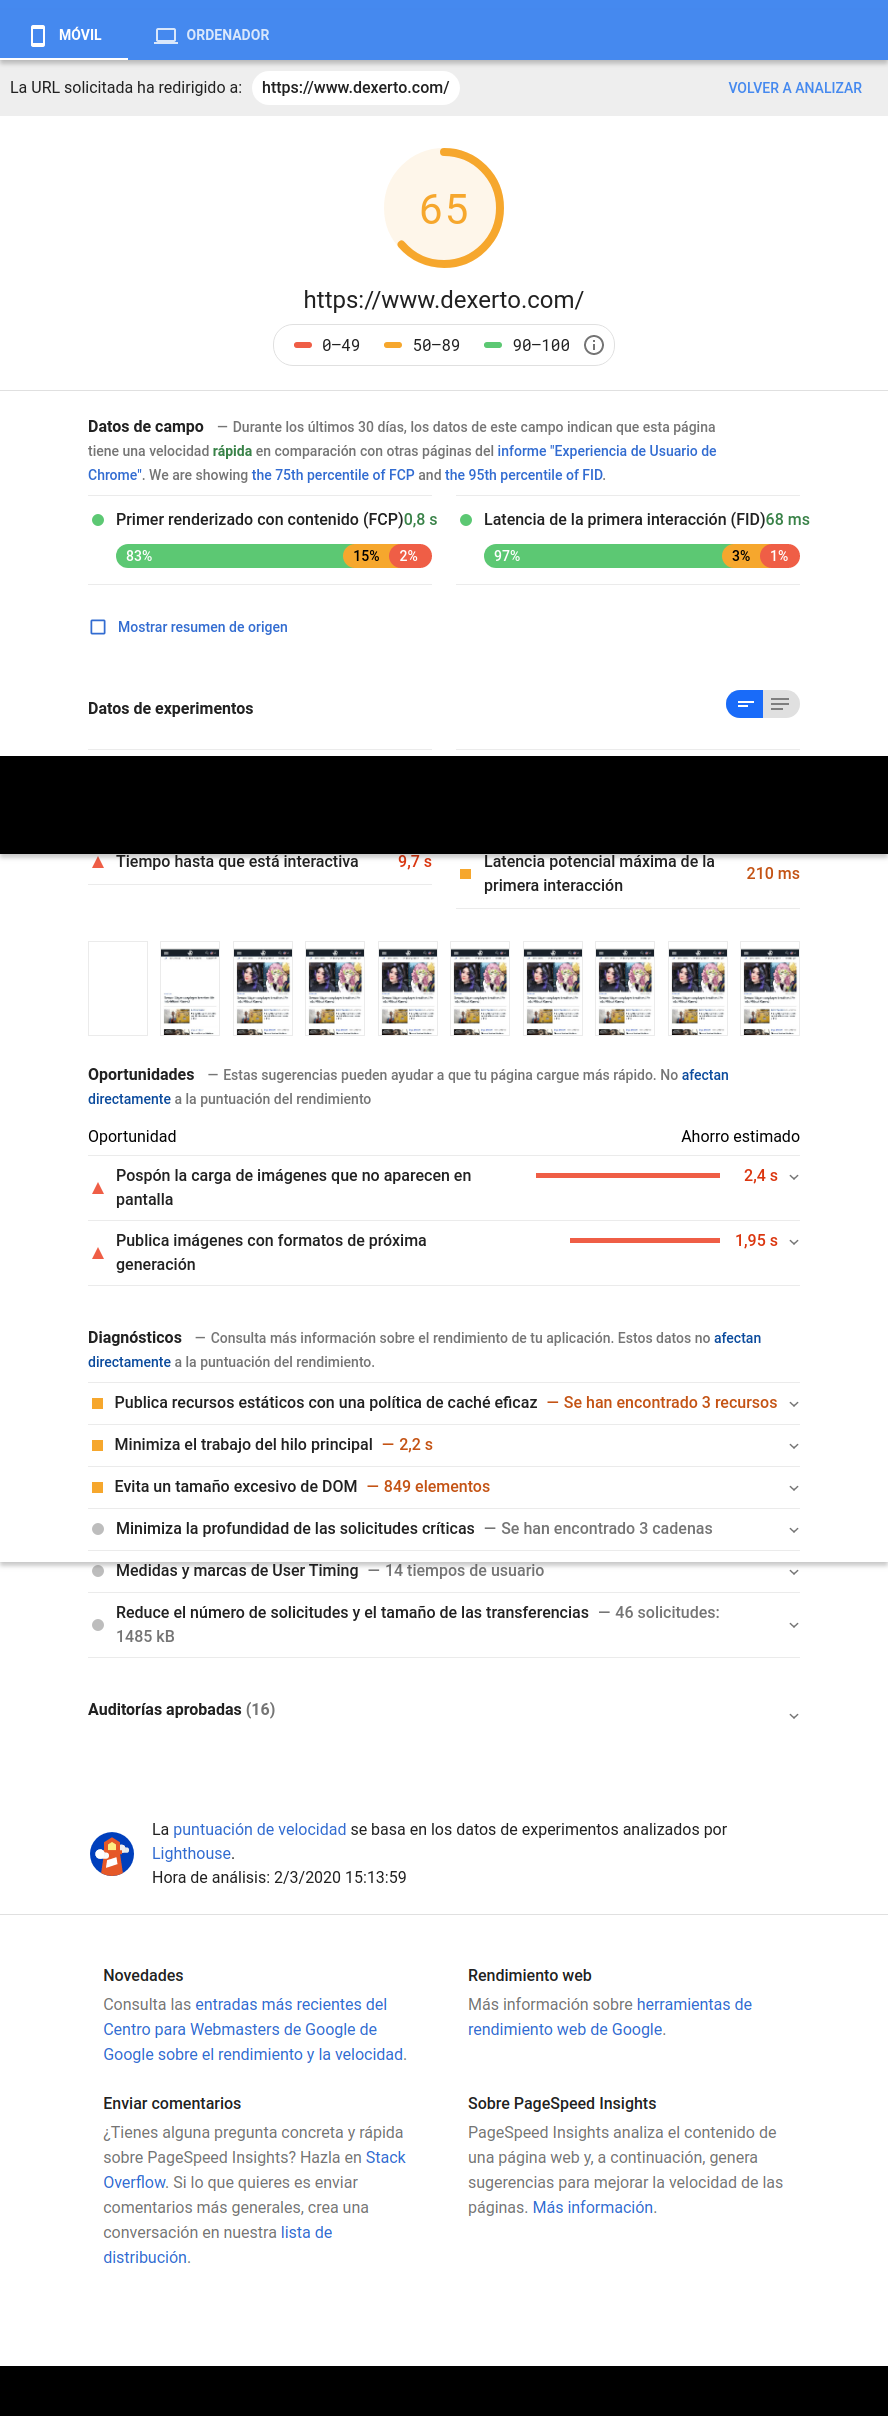 MÓVIL
ORDENADOR
La URL solicitada ha redirigido a: https://www.dexerto.com/
VOLVER A ANALIZAR
65
https://www.dexerto.com/
0–49 50–89 90–100
Datos de campo — Durante los últimos 30 días, los datos de este campo indican que esta página
tiene una velocidad rápida en comparación con otras páginas del informe "Experiencia de Usuario de
Chrome". We are showing the 75th percentile of FCP and the 95th percentile of FID.
Primer renderizado con contenido (FCP) 0,8 s
83% 15% 2%
Latencia de la primera interacción (FID) 68 ms
97% 3% 1%
Mostrar resumen de origen
Datos de experimentos
Tiempo hasta que está interactiva 9,7 s
Latencia potencial máxima de la
primera interacción
210 ms
Oportunidades — Estas sugerencias pueden ayudar a que tu página cargue más rápido. No afectan
directamente a la puntuación del rendimiento
Oportunidad Ahorro estimado
Pospón la carga de imágenes que no aparecen en
pantalla
2,4 s
Publica imágenes con formatos de próxima
generación
1,95 s
Diagnósticos — Consulta más información sobre el rendimiento de tu aplicación. Estos datos no afectan
directamente a la puntuación del rendimiento.
Publica recursos estáticos con una política de caché eficaz — Se han encontrado 3 recursos
Minimiza el trabajo del hilo principal — 2,2 s
Evita un tamaño excesivo de DOM — 849 elementos
Minimiza la profundidad de las solicitudes críticas — Se han encontrado 3 cadenas
Medidas y marcas de User Timing — 14 tiempos de usuario
Reduce el número de solicitudes y el tamaño de las transferencias — 46 solicitudes:
1485 kB
Auditorías aprobadas (16)
La puntuación de velocidad se basa en los datos de experimentos analizados por
Lighthouse.
Hora de análisis: 2/3/2020 15:13:59
Novedades
Consulta las entradas más recientes del
Centro para Webmasters de Google de
Google sobre el rendimiento y la velocidad.
Rendimiento web
Más información sobre herramientas de
rendimiento web de Google.
Enviar comentarios
¿Tienes alguna pregunta concreta y rápida
sobre PageSpeed Insights? Hazla en Stack
Overflow. Si lo que quieres es enviar
comentarios más generales, crea una
conversación en nuestra lista de
distribución.
Sobre PageSpeed Insights
PageSpeed Insights analiza el contenido de
una página web y, a continuación, genera
sugerencias para mejorar la velocidad de las
páginas. Más información.